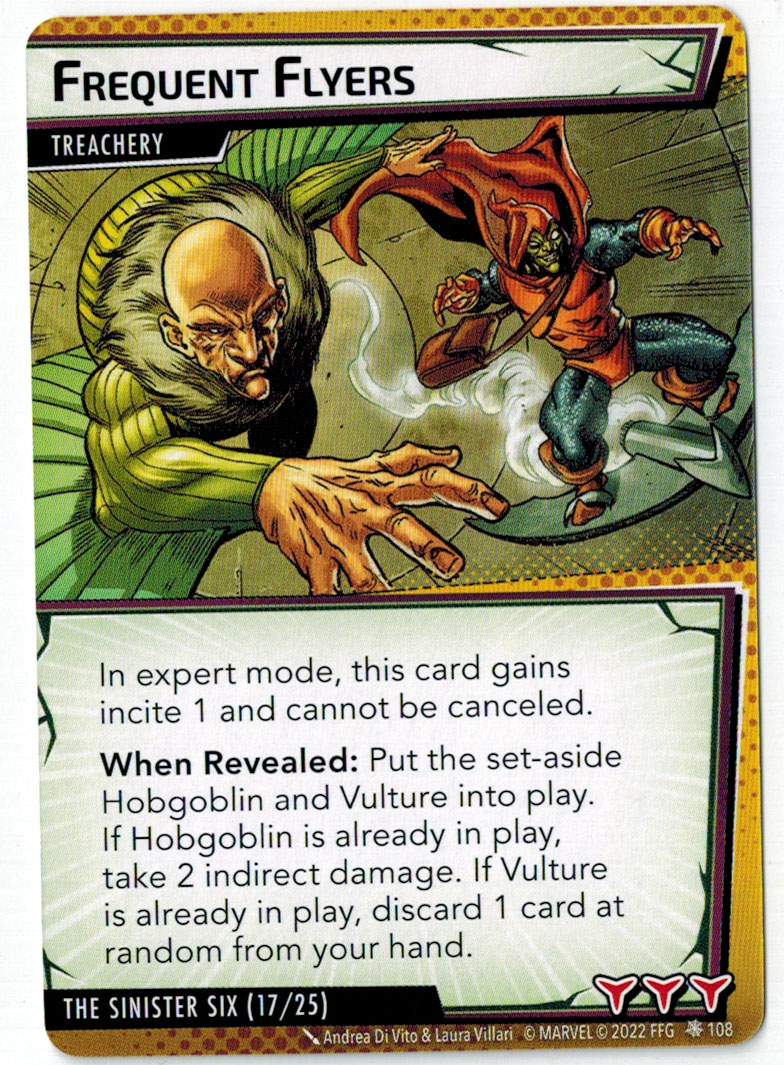 FREQUENT FLYERS
TREACHERY
In expert mode, this card gains
incite 1 and cannot be canceled.
When Revealed: Put the set-aside
Hobgoblin and Vulture into play.
If Hobgoblin is already in play,
take 2 indirect damage. If Vulture
is already in play, discard 1 card at
random from your hand.
THE SINISTER SIX (17/25)
Andrea Di Vito & Laura Villari © MARVEL © 2022 FFG 108